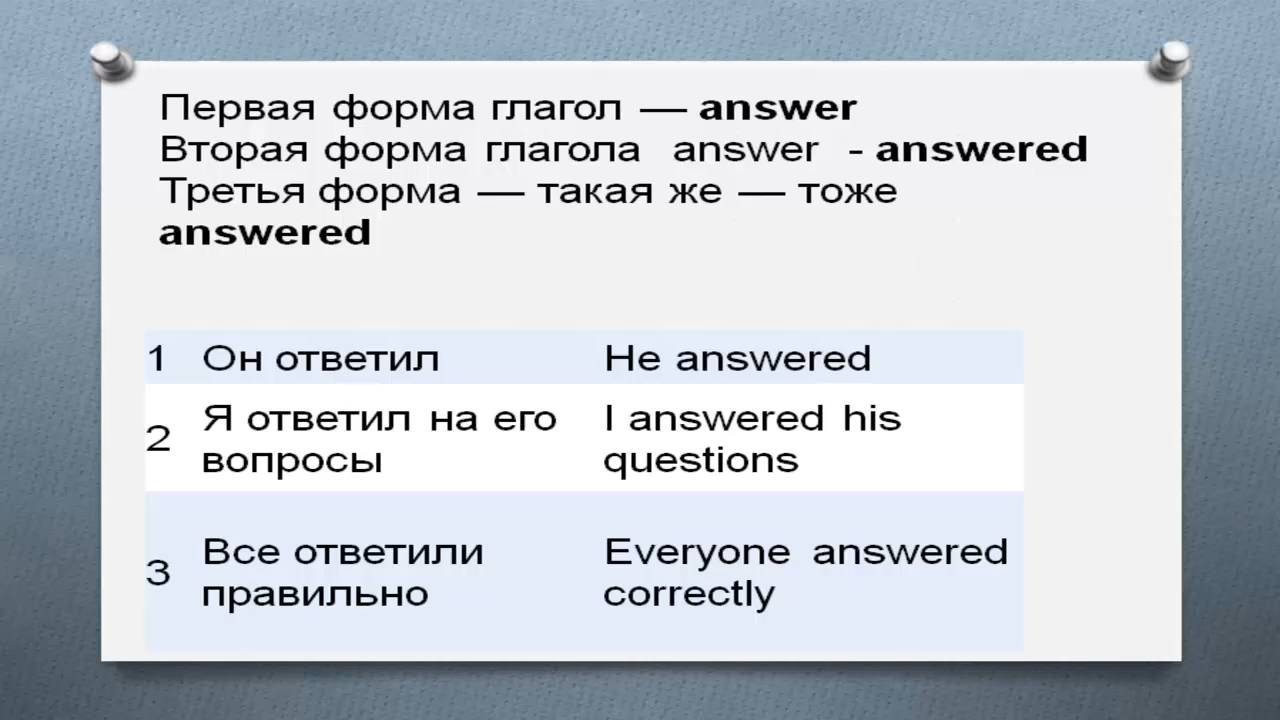 Первая форма глагол — answer
Вторая форма глагола answer - answered
Третья форма — такая же — тоже
answered
1 Он ответил He answered
2 Я ответил на его вопросы I answered his questions
3 Все ответили правильно Everyone answered correctly